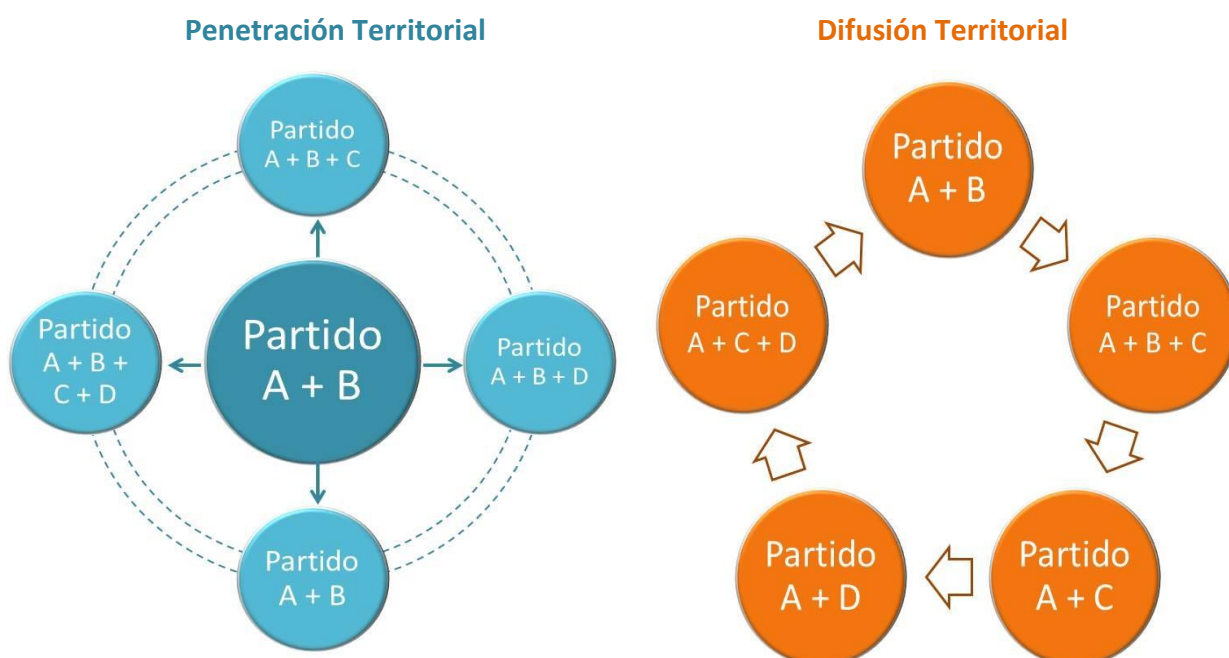 Penetración Territorial
Partido
A + B + C
Partido
A + B +
C + D
Partido
A + B
Partido
A + B + D
Partido
A + B
Difusión Territorial
Partido
A + B
Partido
A + B + C
Partido
A + C
Partido
A + D
Partido
A + C + D